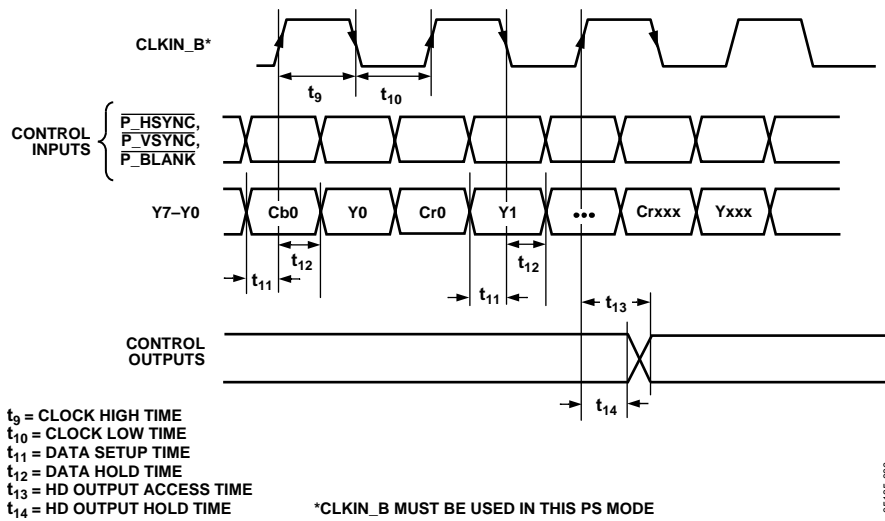 CLKIN_B*
t9
t10
CONTROL
INPUTS
P_HSYNC,
P_VSYNC,
P_BLANK
Y7–Y0
Cb0
Y0
Cr0
Y1
•••
Crxxx
Yxxx
t12
t12
t11
t11
t13
CONTROL
OUTPUTS
t14
t9 = CLOCK HIGH TIME
t10 = CLOCK LOW TIME
t11 = DATA SETUP TIME
t12 = DATA HOLD TIME
t13 = HD OUTPUT ACCESS TIME
t14 = HD OUTPUT HOLD TIME
*CLKIN_B MUST BE USED IN THIS PS MODE